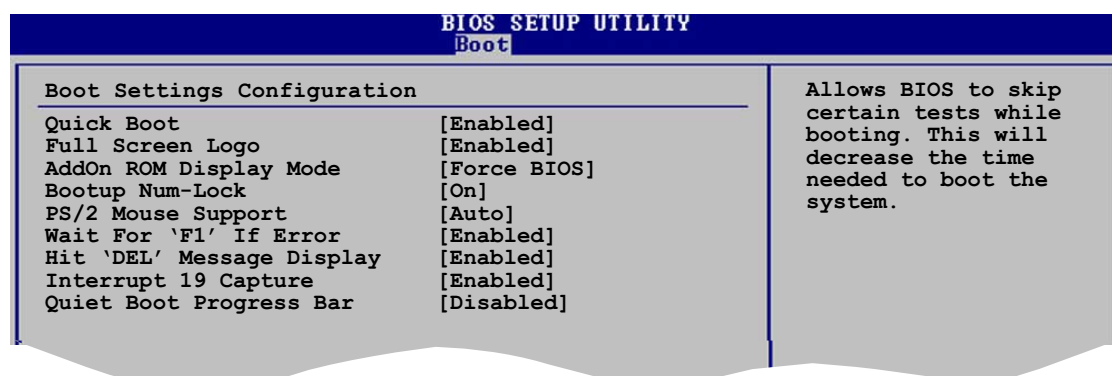 BIOS SETUP UTILITY
Boot
Boot Settings Configuration
Quick Boot [Enabled]
Full Screen Logo [Enabled]
AddOn ROM Display Mode [Force BIOS]
Bootup Num-Lock [On]
PS/2 Mouse Support [Auto]
Wait For ‘F1’ If Error [Enabled]
Hit ‘DEL’ Message Display [Enabled]
Interrupt 19 Capture [Enabled]
Quiet Boot Progress Bar [Disabled]
Allows BIOS to skip
certain tests while
booting. This will
decrease the time
needed to boot the
system.